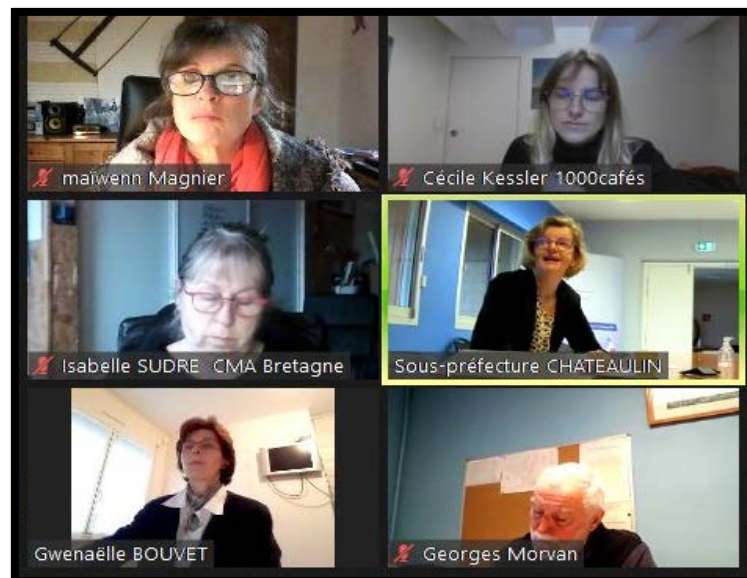 maïwenn Magnier
Cécile Kessler 1000cafés
Isabelle SUDRE CMA Bretagne
Sous-préfecture CHATEAULIN
Gwenaëlle BOUVET
Georges Morvan